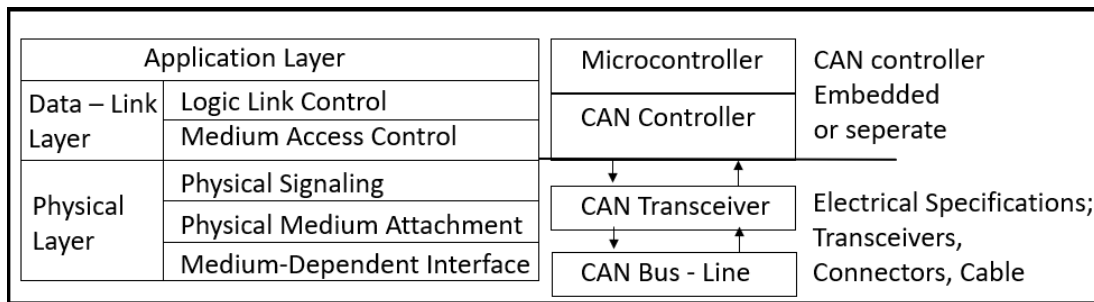 Application Layer
Data – Link
Layer
Logic Link Control
Medium Access Control
Physical
Layer
Physical Signaling
Physical Medium Attachment
Medium-Dependent Interface
Microcontroller
CAN Controller
CAN Transceiver
CAN Bus - Line
CAN controller
Embedded
or seperate
Electrical Specifications;
Transceivers,
Connectors, Cable